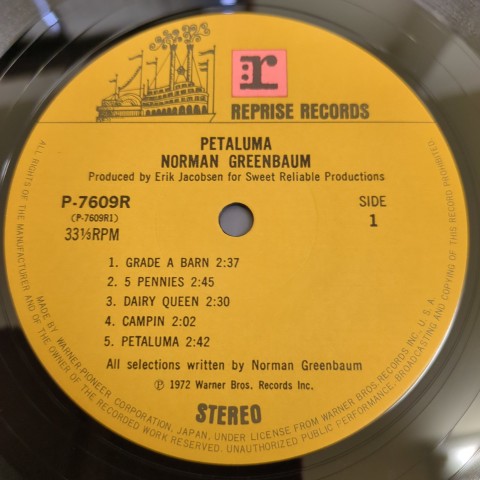 r
REPRISE RECORDS
PETALUMA
NORMAN GREENBAUM
Produced by Erik Jacobsen for Sweet Reliable Productions
P-7609R
(P-7609R1)
33⅓RPM
SIDE
1
1. GRADE A BARN 2:37
2. 5 PENNIES 2:45
3. DAIRY QUEEN 2:30
4. CAMPIN 2:02
5. PETALUMA 2:42
All selections written by Norman Greenbaum
℗ 1972 Warner Bros. Records Inc.
STEREO
MADE BY WARNER-PIONEER CORPORATION, JAPAN, UNDER LICENSE FROM WARNER BROS. RECORDS INC., U.S.A.
ALL RIGHTS OF THE MANUFACTURER AND OF THE OWNER OF THE RECORDED WORK RESERVED. UNAUTHORIZED PUBLIC PERFORMANCE, BROADCASTING AND COPYING OF THIS RECORD PROHIBITED.